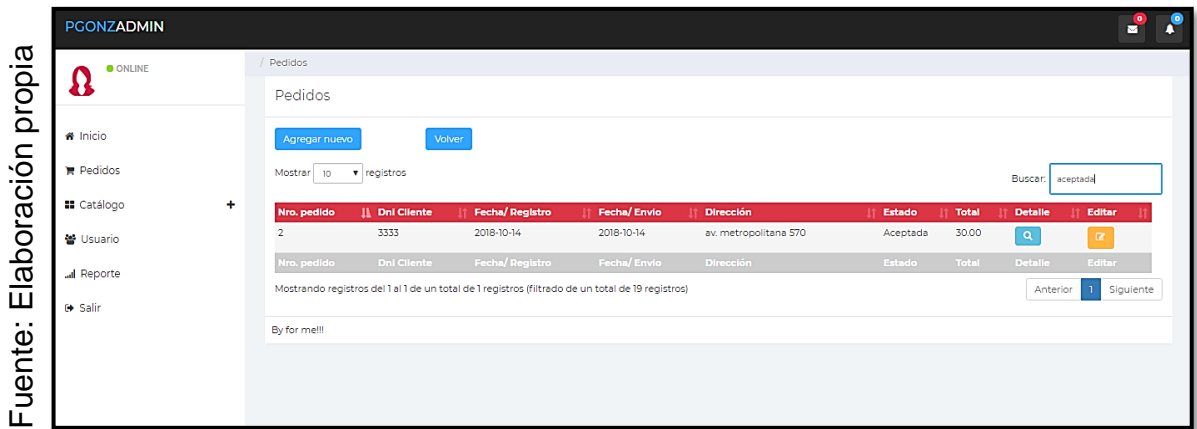 Fuente: Elaboración propia
PGONZADMIN
0
0
ONLINE
/ Pedidos
Pedidos
Inicio
Pedidos
Catálogo +
Usuario
Reporte
Salir
Agregar nuevo Volver
Mostrar 10 registros
Buscar: aceptada
Nro. pedido Dni Cliente Fecha/ Registro Fecha/ Envio Dirección Estado Total Detalle Editar
2 3333 2018-10-14 2018-10-14 av. metropolitana 570 Aceptada 30.00
Nro. pedido Dni Cliente Fecha/ Registro Fecha/ Envio Dirección Estado Total Detalle Editar
Mostrando registros del 1 al 1 de un total de 1 registros (filtrado de un total de 19 registros)
Anterior 1 Siguiente
By for me!!!